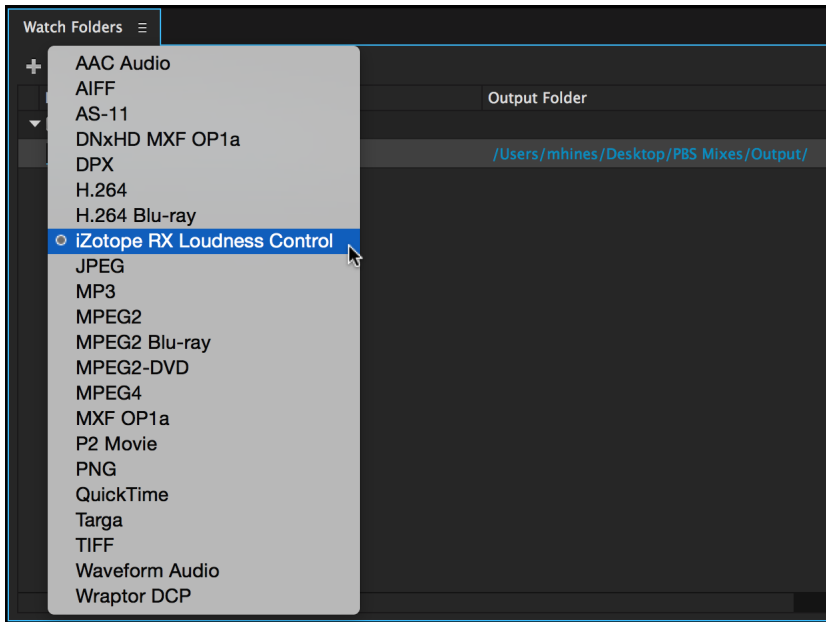 Watch Folders
AAC Audio
AIFF
AS-11
DNxHD MXF OP1a
DPX
H.264
H.264 Blu-ray
iZotope RX Loudness Control
JPEG
MP3
MPEG2
MPEG2 Blu-ray
MPEG2-DVD
MPEG4
MXF OP1a
P2 Movie
PNG
QuickTime
Targa
TIFF
Waveform Audio
Wraptor DCP
Output Folder
/Users/mhines/Desktop/PBS Mixes/Output/